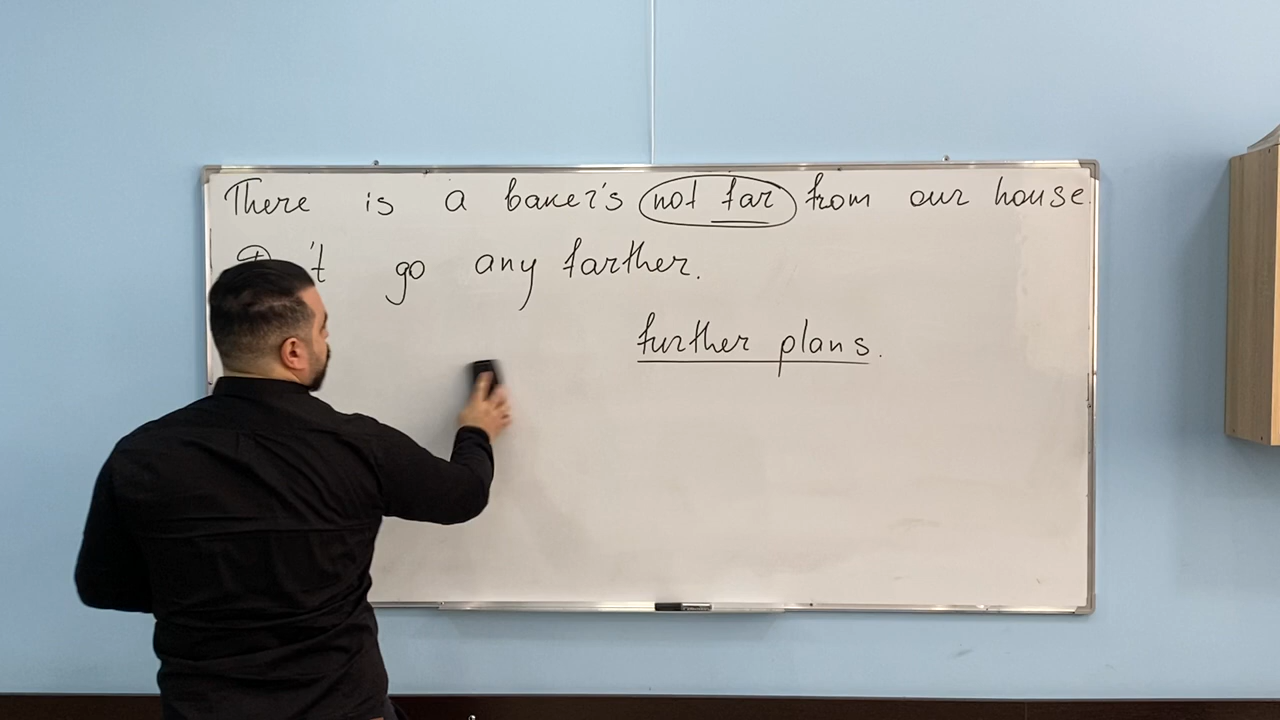 There is a baker's not far from our house.
go any farther.
further plans.